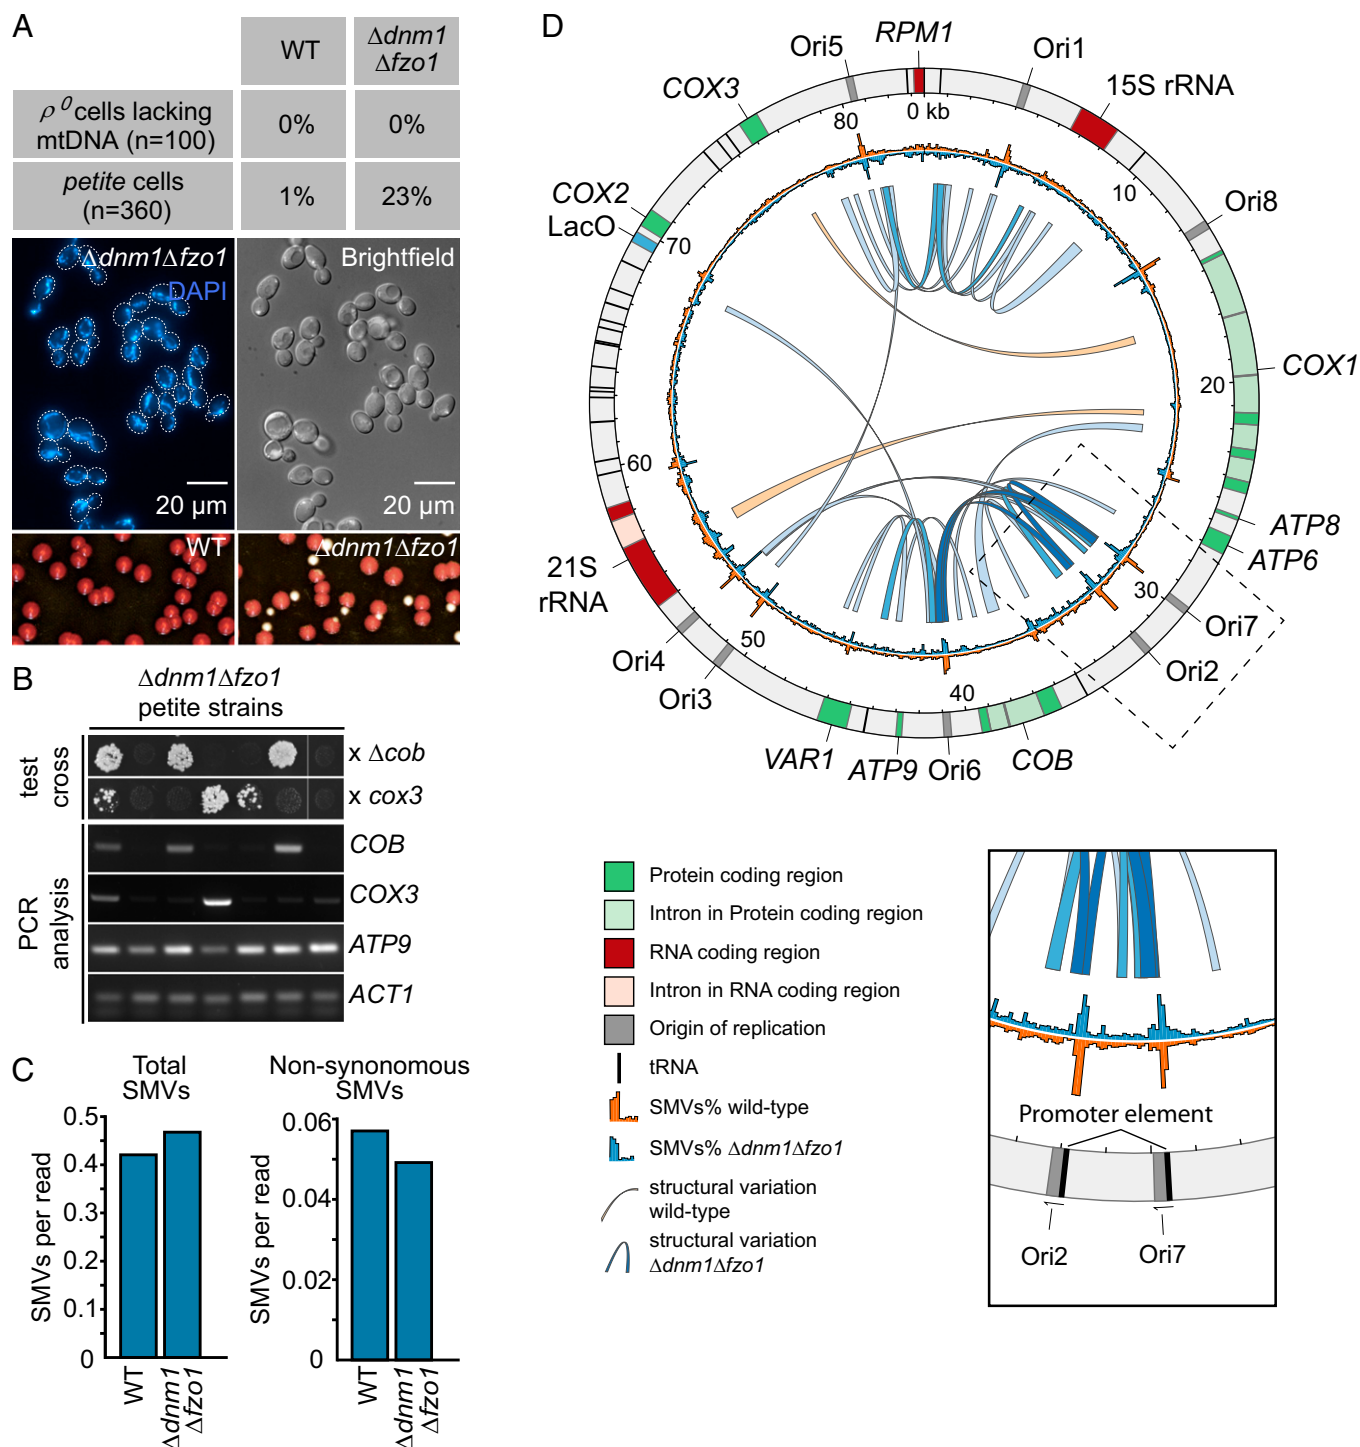 A
WT
Δdnm1
Δfzo1
ρ⁰ cells lacking
mtDNA (n=100)
0%
0%
petite cells
(n=360)
1%
23%
Δdnm1Δfzo1
DAPI
Brightfield
20 µm
20 µm
WT
Δdnm1Δfzo1
B
Δdnm1Δfzo1
petite strains
test
cross
x Δcob
x cox3
PCR
analysis
COB
COX3
ATP9
ACT1
C
Total
SMVs
SMVs per read
0.5
0.4
0.3
0.2
0.1
0
WT
Δdnm1
Δfzo1
Non-synonomous
SMVs
SMVs per read
0.06
0.04
0.02
0
WT
Δdnm1
Δfzo1
D
RPM1
Ori5
Ori1
COX3
15S rRNA
0 kb
80
10
COX2
LacO
70
Ori8
COX1
20
60
ATP8
ATP6
21S
rRNA
30
Ori7
50
Ori4
Ori2
Ori3
40
VAR1
ATP9
Ori6
COB
Protein coding region
Intron in Protein coding region
RNA coding region
Intron in RNA coding region
Origin of replication
tRNA
SMVs% wild-type
SMVs% Δdnm1Δfzo1
structural variation
wild-type
structural variation
Δdnm1Δfzo1
Promoter element
Ori2
Ori7